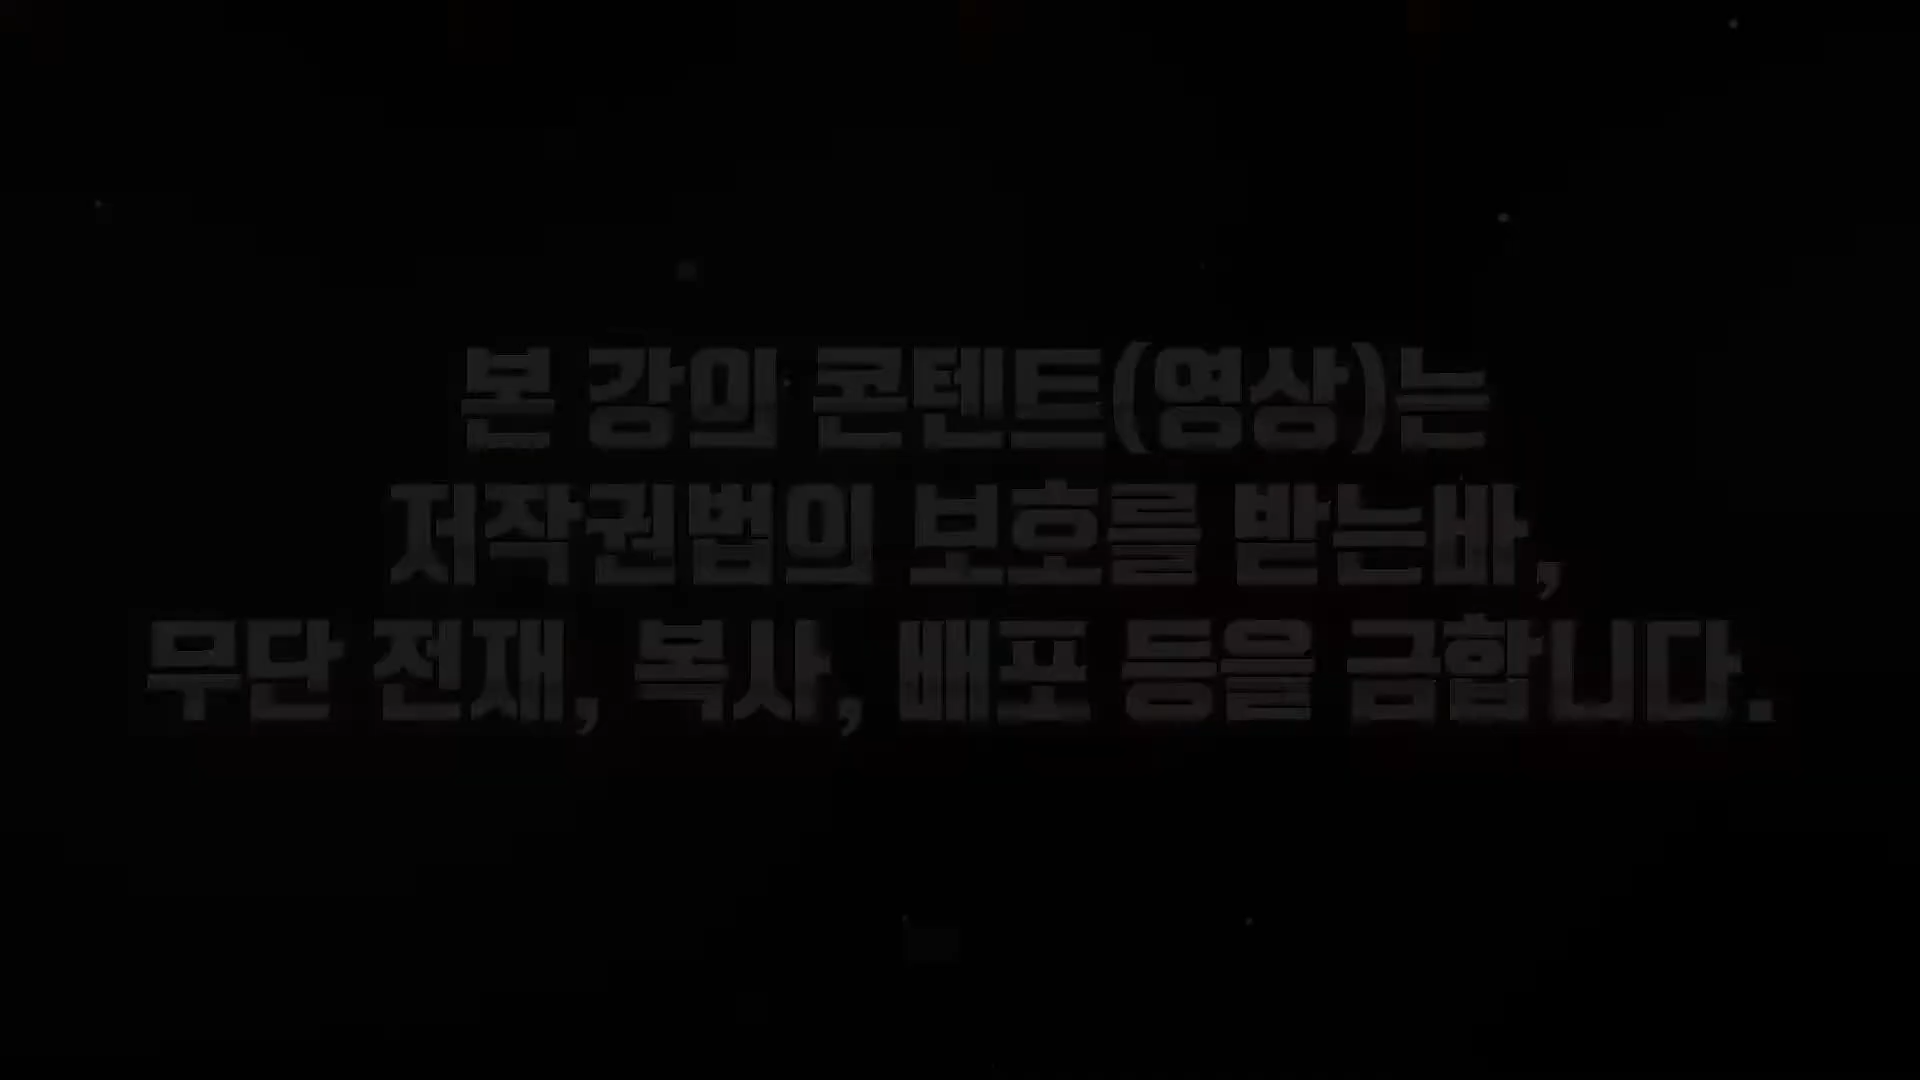 본 강의 콘텐트(영상)는
저작권법의 보호를 받는바,
무단 전재, 복사, 배포 등을 금합니다.